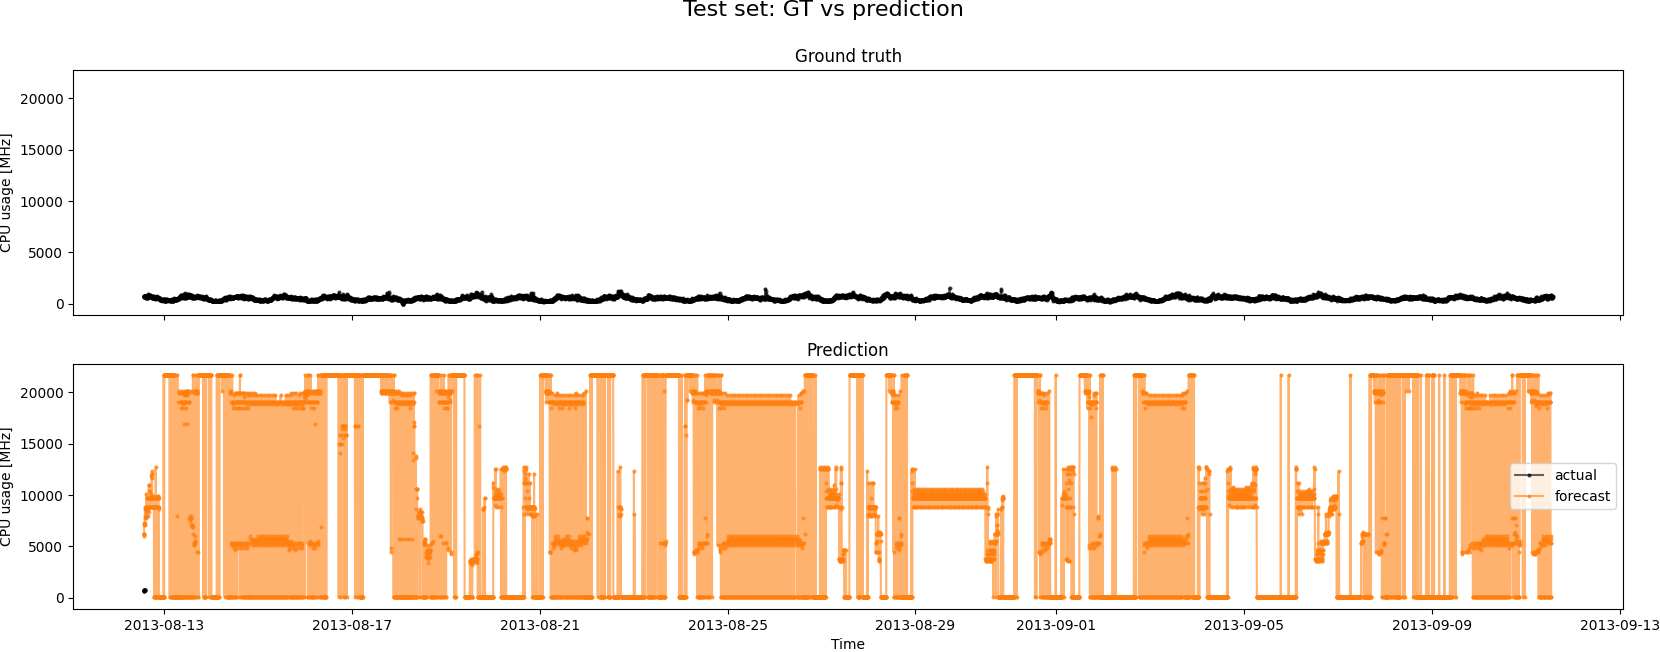 Test set: GT vs prediction
Ground truth
CPU usage [MHz]
20000
15000
10000
5000
0
Prediction
CPU usage [MHz]
20000
15000
10000
5000
0
actual
forecast
2013-08-13 2013-08-17 2013-08-21 2013-08-25 2013-08-29 2013-09-01 2013-09-05 2013-09-09 2013-09-13
Time